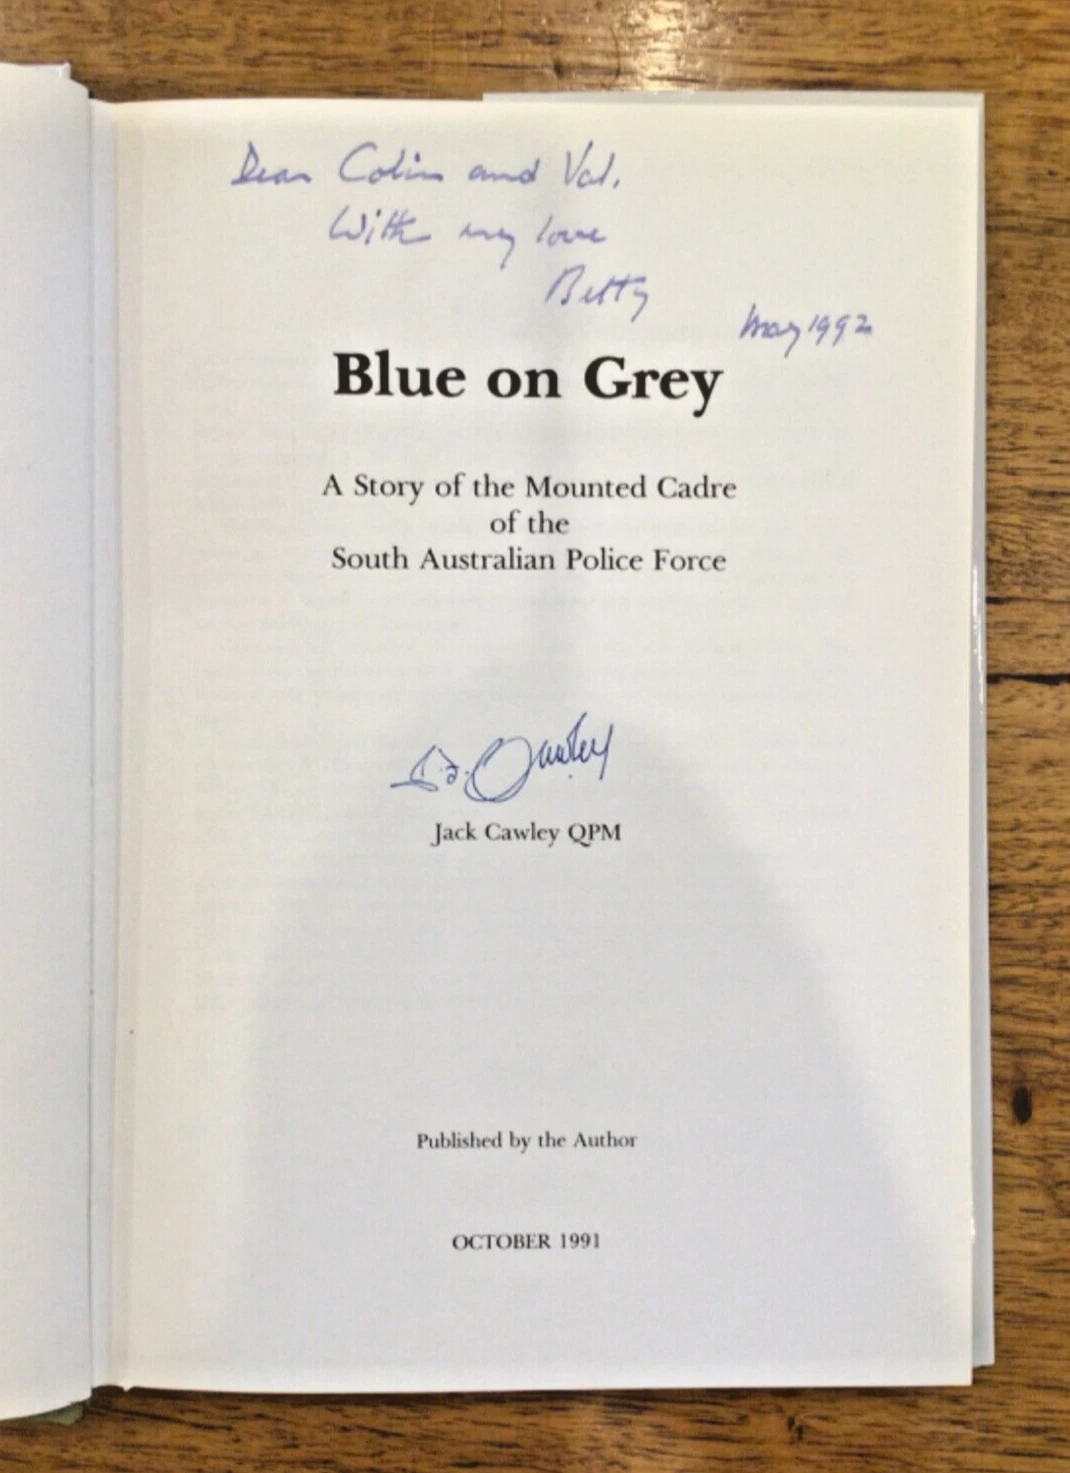 Dear Colin and Val,
With my love
Betty
May 1992
Blue on Grey
A Story of the Mounted Cadre
of the
South Australian Police Force
Cawley
Jack Cawley QPM
Published by the Author
OCTOBER 1991